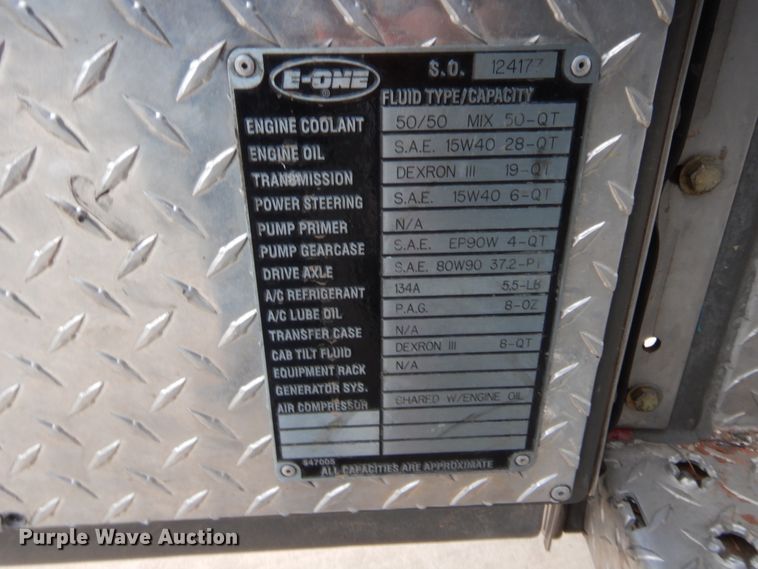 E-ONE
®
S.O. 124173
FLUID TYPE/CAPACITY
ENGINE COOLANT 50/50 MIX 50-QT
ENGINE OIL S.A.E. 15W40 28-QT
TRANSMISSION DEXRON III 19-QT
POWER STEERING S.A.E. 15W40 6-QT
PUMP PRIMER N/A
PUMP GEARCASE S.A.E. EP90W 4-QT
DRIVE AXLE S.A.E. 80W90 37.2-PT
A/C REFRIGERANT 134A 5.5-LB
A/C LUBE OIL P.A.G. 8-OZ
TRANSFER CASE N/A
CAB TILT FLUID DEXRON III 8-QT
EQUIPMENT RACK N/A
GENERATOR SYS.
AIR COMPRESSOR SHARED W/ENGINE OIL
ALL CAPACITIES ARE APPROXIMATE
Purple Wave Auction